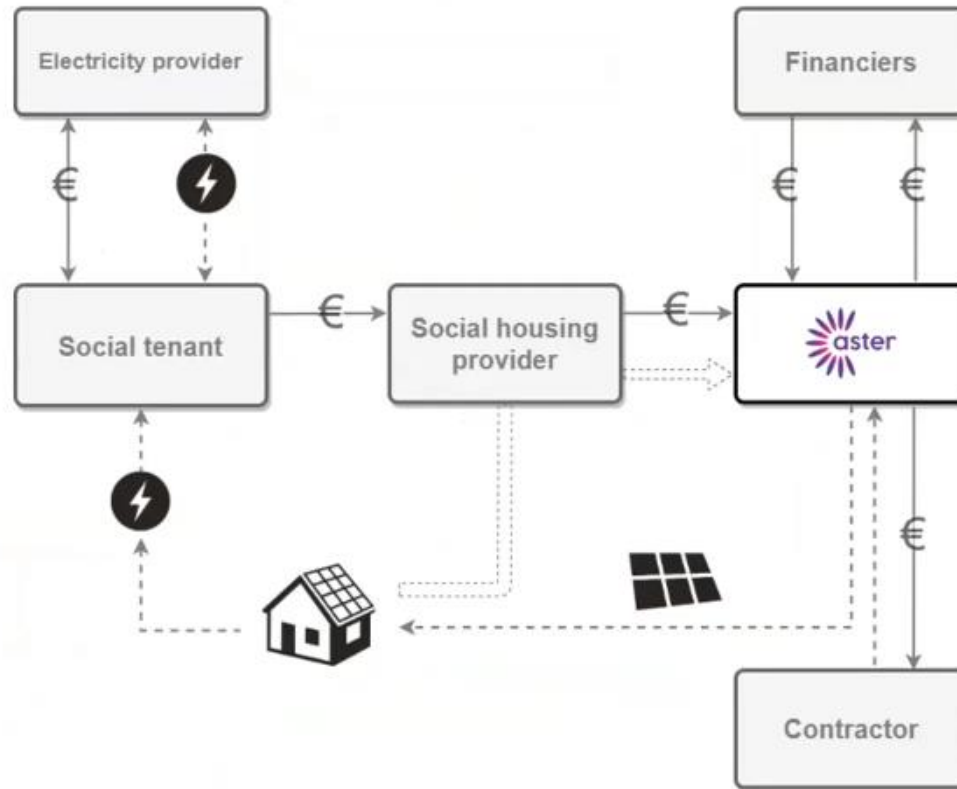 Electricity provider
Financiers
€
€
€
Social tenant
€
Social housing
provider
€
aster
€
Contractor